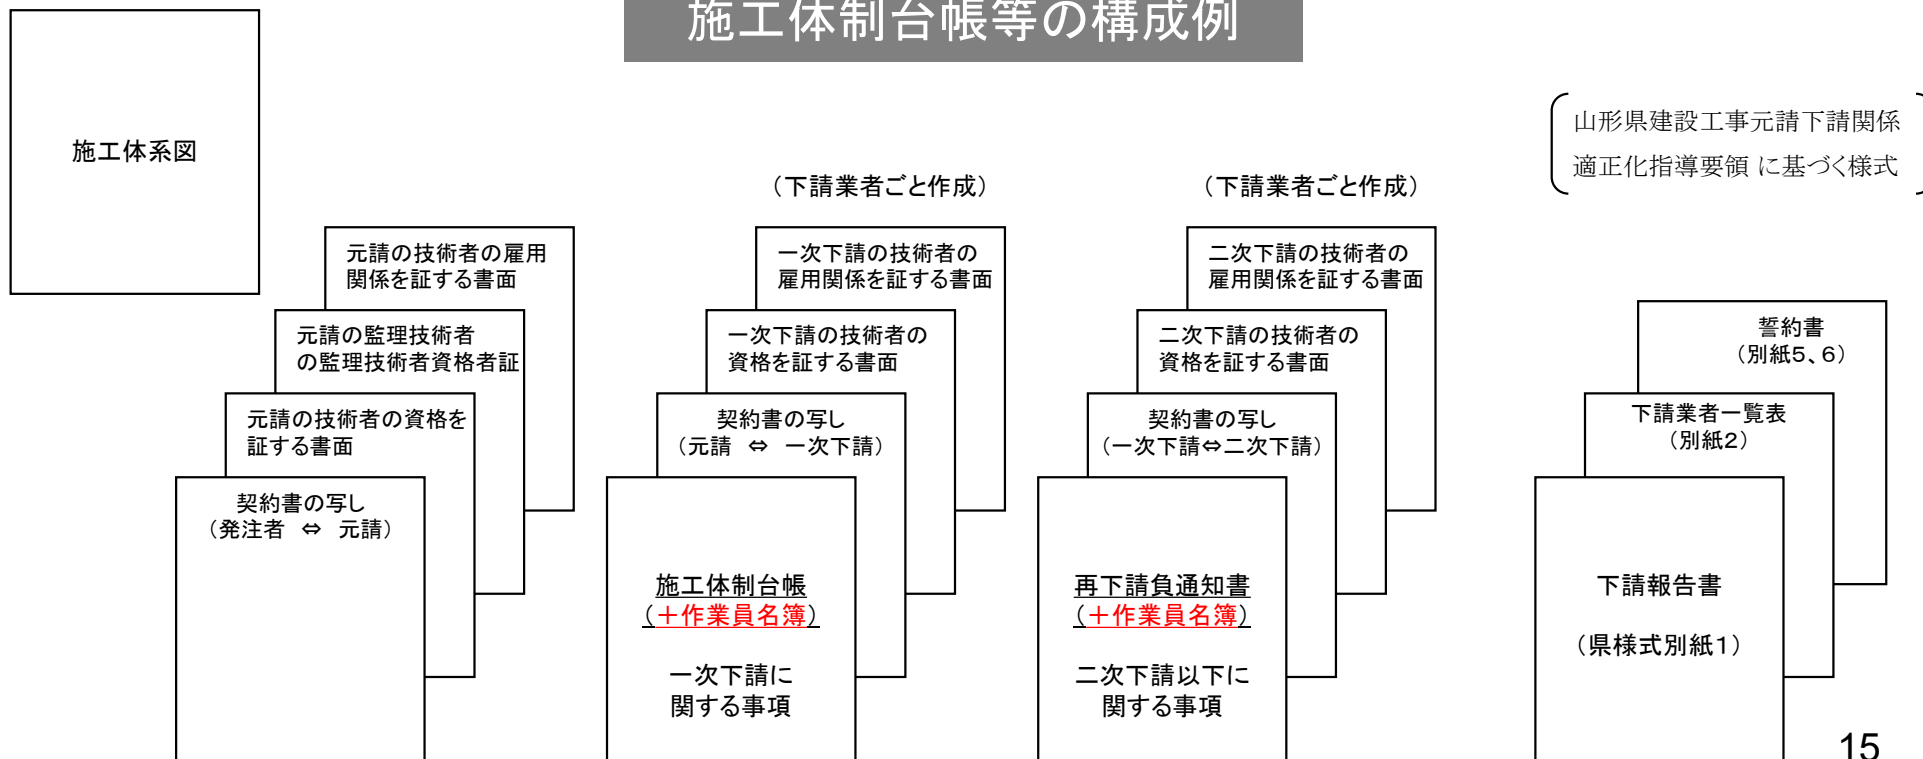 施工体制台帳等の構成例
施工体系図
山形県建設工事元請下請関係
適正化指導要領 に基づく様式
元請の技術者の雇用
関係を証する書面
元請の監理技術者
の監理技術者資格者証
元請の技術者の資格を
証する書面
契約書の写し
（発注者　⇔　元請）
（下請業者ごと作成）
一次下請の技術者の
雇用関係を証する書面
一次下請の技術者の
資格を証する書面
契約書の写し
（元請　⇔　一次下請）
施工体制台帳
（＋作業員名簿）
一次下請に
関する事項
（下請業者ごと作成）
二次下請の技術者の
雇用関係を証する書面
二次下請の技術者の
資格を証する書面
契約書の写し
（一次下請⇔二次下請）
再下請負通知書
（＋作業員名簿）
二次下請以下に
関する事項
誓約書
（別紙５、６）
下請業者一覧表
（別紙２）
下請報告書
（県様式別紙１）
15